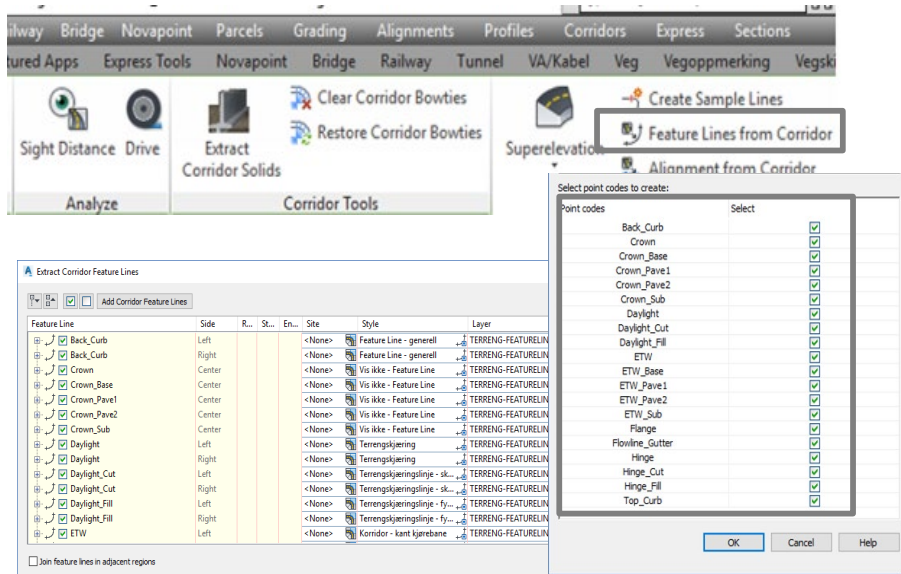 Bridge Novapoint Parcels Grading Alignments Profiles Corridors Express Sections
Express Tools Novapoint Bridge Railway Tunnel VA/Kabel Veg Vegoppmerking
Sight Distance Drive Extract Corridor Solids Clear Corridor Bowties Restore Corridor Bowties Superelevation Create Sample Lines
Feature Lines from Corridor
Alignment from Corridor
Analyze Corridor Tools
Select point codes to create:
Point codes Select
Back_Curb
Crown
Crown_Base
Crown_Pave1
Crown_Pave2
Crown_Sub
Daylight
Daylight_Cut
Daylight_Fill
ETW
ETW_Base
ETW_Pave1
ETW_Pave2
ETW_Sub
Flange
Flowline_Gutter
Hinge
Hinge_Cut
Hinge_Fill
Top_Curb
OK Cancel Help
Extract Corridor Feature Lines
Add Corridor Feature Lines
Feature Line Side R... St... En... Site Style Layer
Back_Curb Left <None> Feature Line - generell TERRENG-FEATURELIN
Back_Curb Right <None> Feature Line - generell TERRENG-FEATURELIN
Crown Center <None> Vis ikke - Feature Line TERRENG-FEATURELIN
Crown_Base Center <None> Vis ikke - Feature Line TERRENG-FEATURELIN
Crown_Pave1 Center <None> Vis ikke - Feature Line TERRENG-FEATURELIN
Crown_Pave2 Center <None> Vis ikke - Feature Line TERRENG-FEATURELIN
Crown_Sub Center <None> Vis ikke - Feature Line TERRENG-FEATURELIN
Daylight Left <None> Terrengskjæring TERRENG-FEATURELIN
Daylight Right <None> Terrengskjæring TERRENG-FEATURELIN
Daylight_Cut Left <None> Terrengskjæringslinje - sk... TERRENG-FEATURELIN
Daylight_Cut Right <None> Terrengskjæringslinje - sk... TERRENG-FEATURELIN
Daylight_Fill Left <None> Terrengskjæringslinje - fy... TERRENG-FEATURELIN
Daylight_Fill Right <None> Terrengskjæringslinje - fy... TERRENG-FEATURELIN
ETW Left <None> Korridor - kant kjørebane TERRENG-FEATURELIN
Join feature lines in adjacent regions